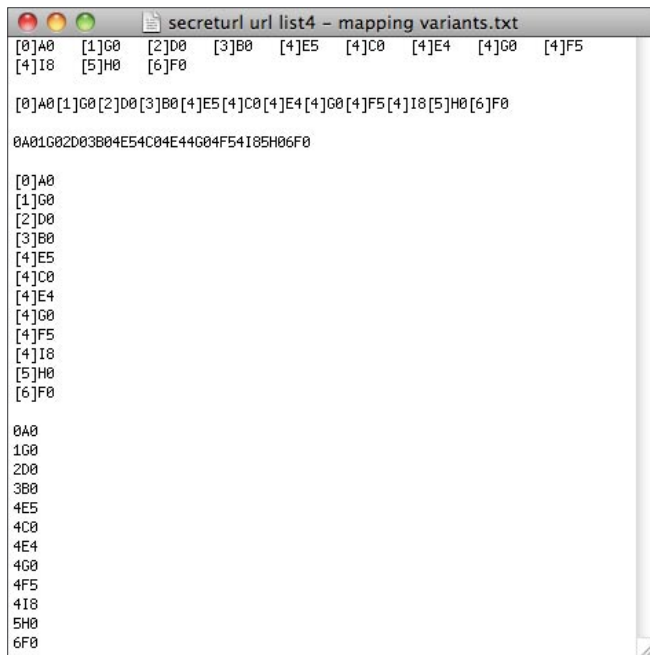 secreturl url list4 – mapping variants.txt
[0]A0 [1]G0 [2]D0 [3]B0 [4]E5 [4]C0 [4]E4 [4]G0 [4]F5
[4]I8 [5]H0 [6]F0
[0]A0[1]G0[2]D0[3]B0[4]E5[4]C0[4]E4[4]G0[4]F5[4]I8[5]H0[6]F0
0A01G02D03B04E54C04E44G04F54I85H06F0
[0]A0
[1]G0
[2]D0
[3]B0
[4]E5
[4]C0
[4]E4
[4]G0
[4]F5
[4]I8
[5]H0
[6]F0
0A0
1G0
2D0
3B0
4E5
4C0
4E4
4G0
4F5
4I8
5H0
6F0